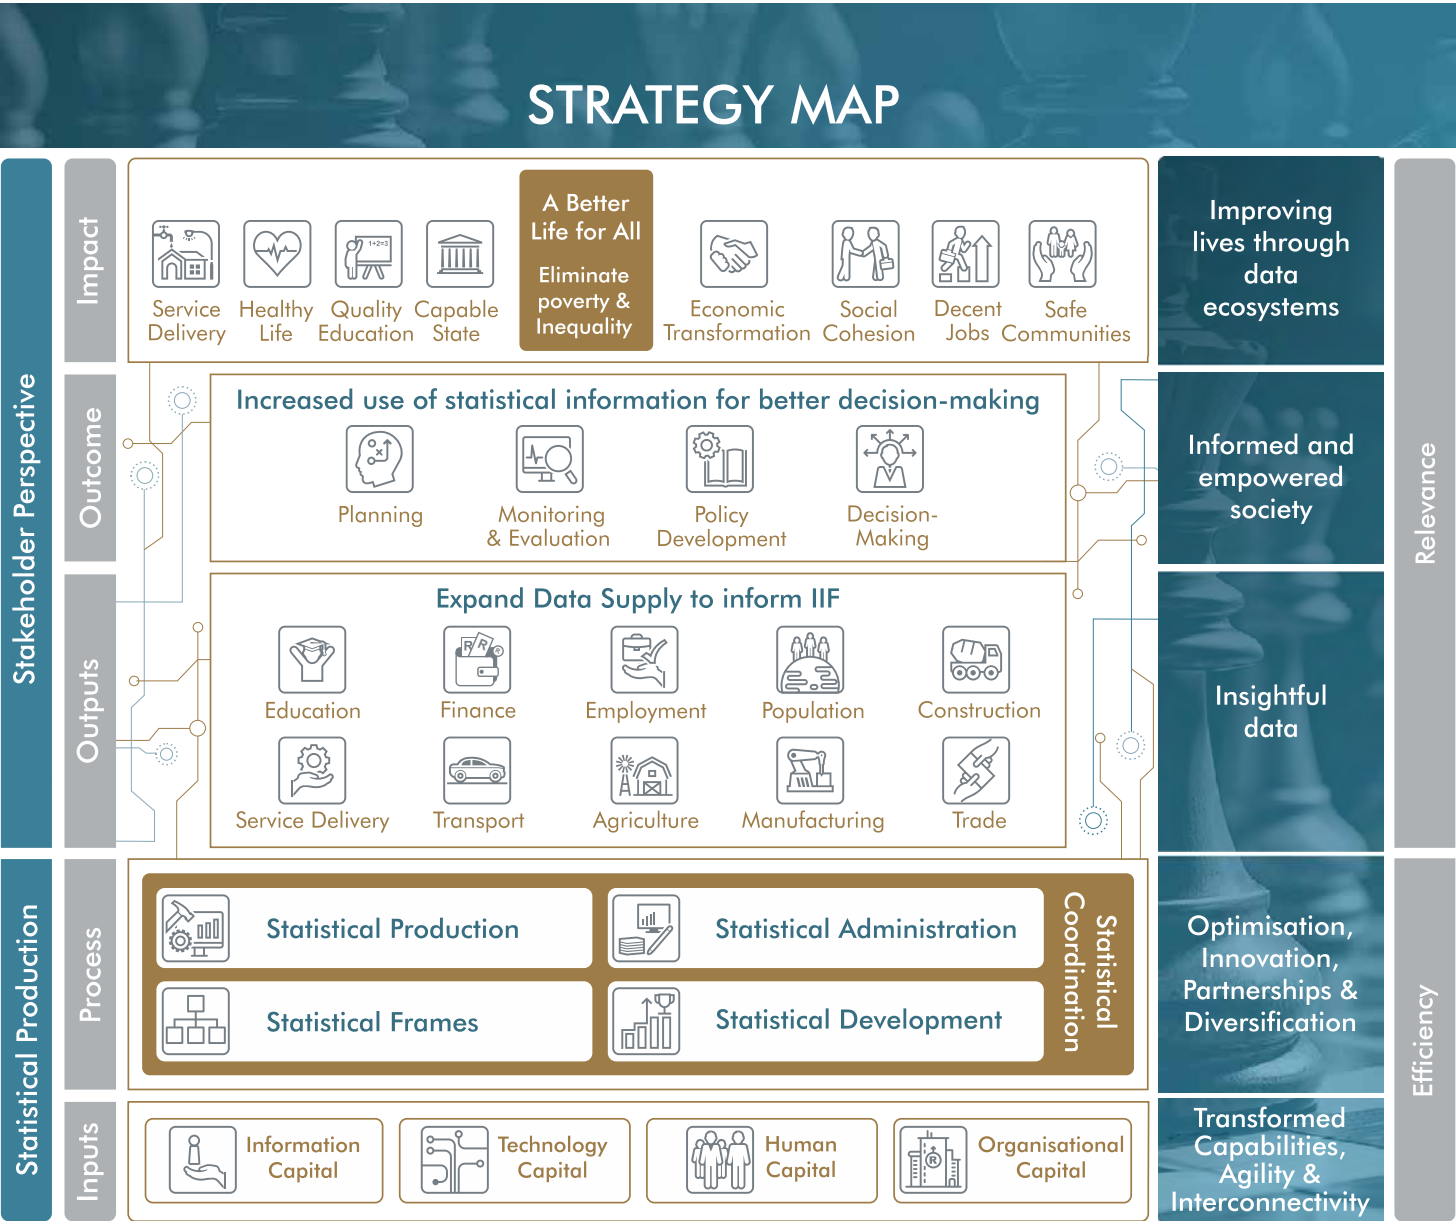 STRATEGY MAP
Stakeholder Perspective
Impact
1+2=3
Service
Delivery
Healthy
Life
Quality
Education
Capable
State
A Better
Life for All
Eliminate
poverty &
Inequality
Economic
Transformation
Social
Cohesion
Decent
Jobs
Safe
Communities
Improving
lives through
data
ecosystems
Relevance
Outcome
Increased use of statistical information for better decision-making
Planning
Monitoring
& Evaluation
Policy
Development
Decision-
Making
Informed and
empowered
society
Outputs
Expand Data Supply to inform IIF
Education
R R R
Finance
Employment
Population
Construction
Service Delivery
Transport
Agriculture
Manufacturing
Trade
Insightful
data
Statistical Production
Process
Statistical Production
Statistical Administration
Statistical Frames
Statistical Development
Statistical
Coordination
Optimisation,
Innovation,
Partnerships &
Diversification
Efficiency
Inputs
Information
Capital
Technology
Capital
Human
Capital
R
Organisational
Capital
Transformed
Capabilities,
Agility &
Interconnectivity